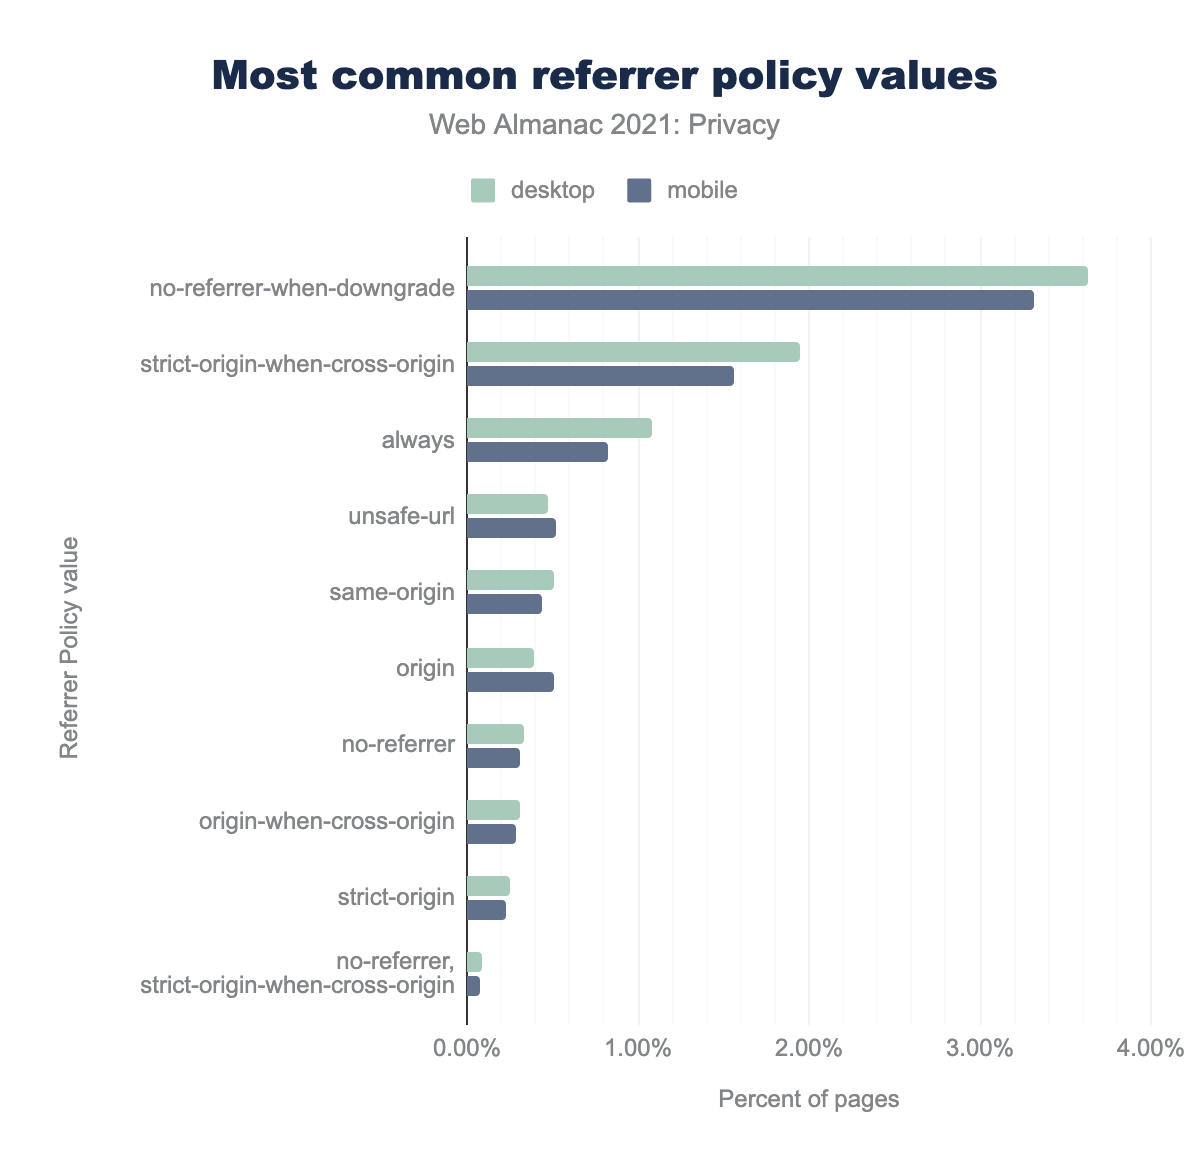 Most common referrer policy values
Web Almanac 2021: Privacy
desktop
mobile
Referrer Policy value
no-referrer-when-downgrade
strict-origin-when-cross-origin
always
unsafe-url
same-origin
origin
no-referrer
origin-when-cross-origin
strict-origin
no-referrer,
strict-origin-when-cross-origin
0.00% 1.00% 2.00% 3.00% 4.00%
Percent of pages